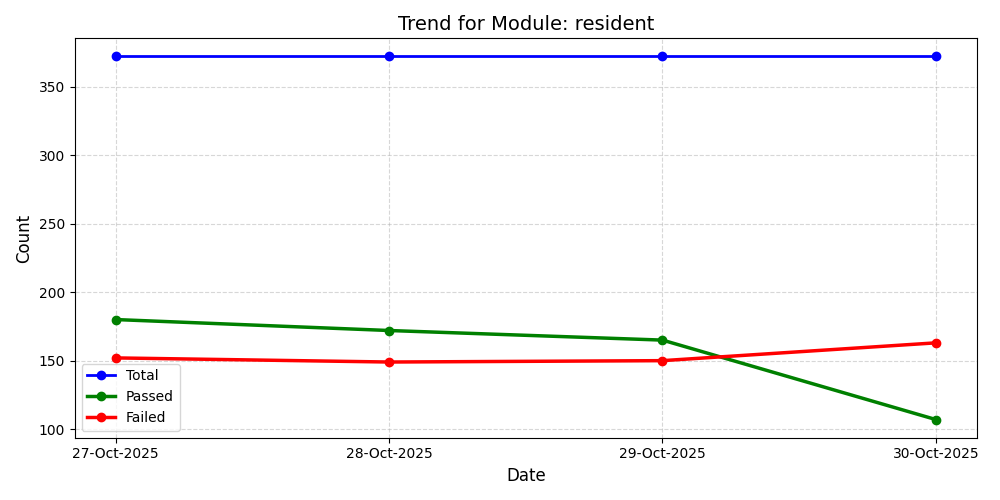 Trend for Module: resident
Count
350
300
250
200
150
100
Total
Passed
Failed
27-Oct-2025
28-Oct-2025
29-Oct-2025
30-Oct-2025
Date